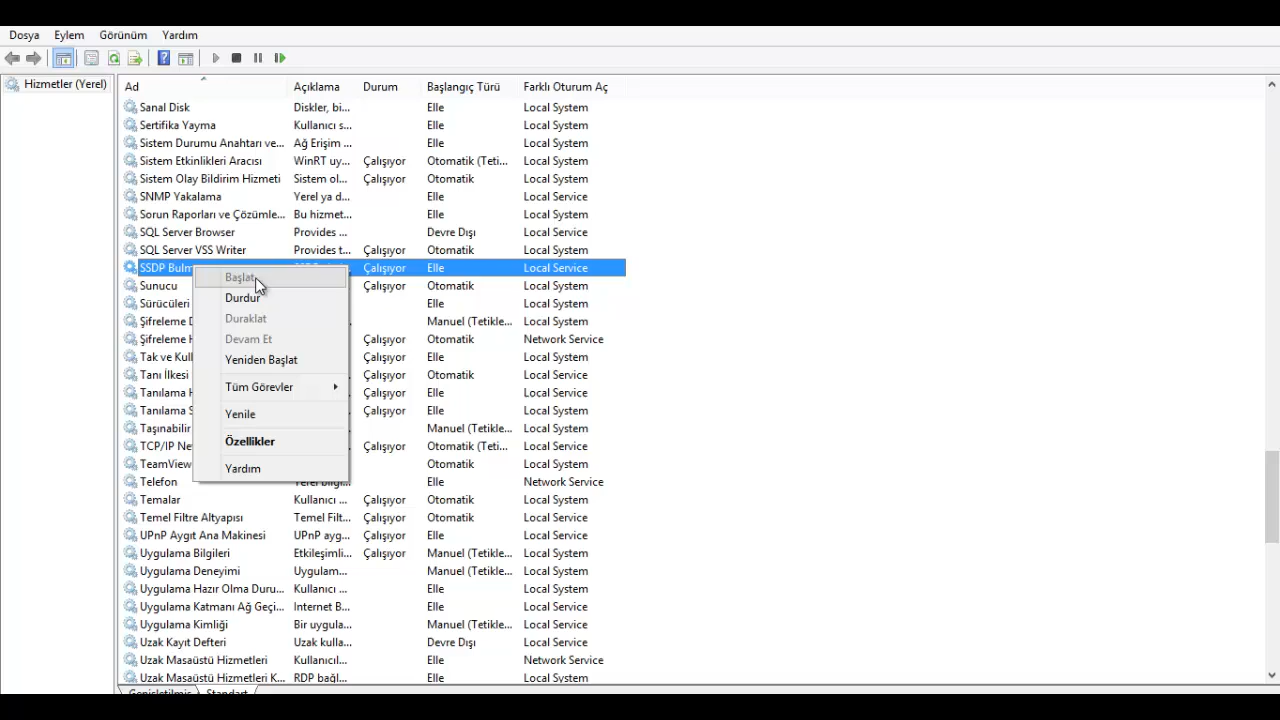 Dosya Eylem Görünüm Yardım
Hizmetler (Yerel)
Ad Açıklama Durum Başlangıç Türü Farklı Oturum Aç
Sanal Disk Diskler, bi... Elle Local System
Sertifika Yayma Kullanıcı s... Elle Local System
Sistem Durumu Anahtarı ve... Ağ Erişim ... Elle Local System
Sistem Etkinlikleri Aracısı WinRT uy... Çalışıyor Otomatik (Teti... Local System
Sistem Olay Bildirim Hizmeti Sistem ol... Çalışıyor Otomatik Local System
SNMP Yakalama Yerel ya d... Elle Local Service
Sorun Raporları ve Çözümle... Bu hizmet... Elle Local System
SQL Server Browser Provides ... Devre Dışı Local Service
SQL Server VSS Writer Provides t... Çalışıyor Otomatik Local System
SSDP Bulm Çalışıyor Elle Local Service
Başlat
Sunucu Çalışıyor Otomatik Local System
Durdur
Sürücüleri Elle Local System
Duraklat
Şifreleme Manuel (Tetikle... Local System
Devam Et
Şifreleme Çalışıyor Otomatik Network Service
Yeniden Başlat
Tak ve Kull Çalışıyor Elle Local System
Tanı İlkesi Çalışıyor Otomatik Local Service
Tüm Görevler
Tanılama Çalışıyor Elle Local Service
Tanılama Çalışıyor Elle Local System
Yenile
Taşınabilir Manuel (Tetikle... Local System
Özellikler
TCP/IP Ne Çalışıyor Otomatik (Teti... Local Service
TeamView Otomatik Local System
Yardım
Telefon Yerel bilgi... Elle Network Service
Temalar Kullanıcı ... Çalışıyor Otomatik Local System
Temel Filtre Altyapısı Temel Filt... Çalışıyor Otomatik Local Service
UPnP Aygıt Ana Makinesi UPnP ayg... Çalışıyor Elle Local Service
Uygulama Bilgileri Etkileşimli... Çalışıyor Manuel (Tetikle... Local System
Uygulama Deneyimi Uygulam... Manuel (Tetikle... Local System
Uygulama Hazır Olma Duru... Kullanıcı ... Elle Local System
Uygulama Katmanı Ağ Geçi... Internet B... Elle Local Service
Uygulama Kimliği Bir uygula... Manuel (Tetikle... Local Service
Uzak Kayıt Defteri Uzak kulla... Devre Dışı Local Service
Uzak Masaüstü Hizmetleri Kullanıcıl... Elle Network Service
Uzak Masaüstü Hizmetleri K... RDP bağl... Elle Local System
Genişletilmiş Standart